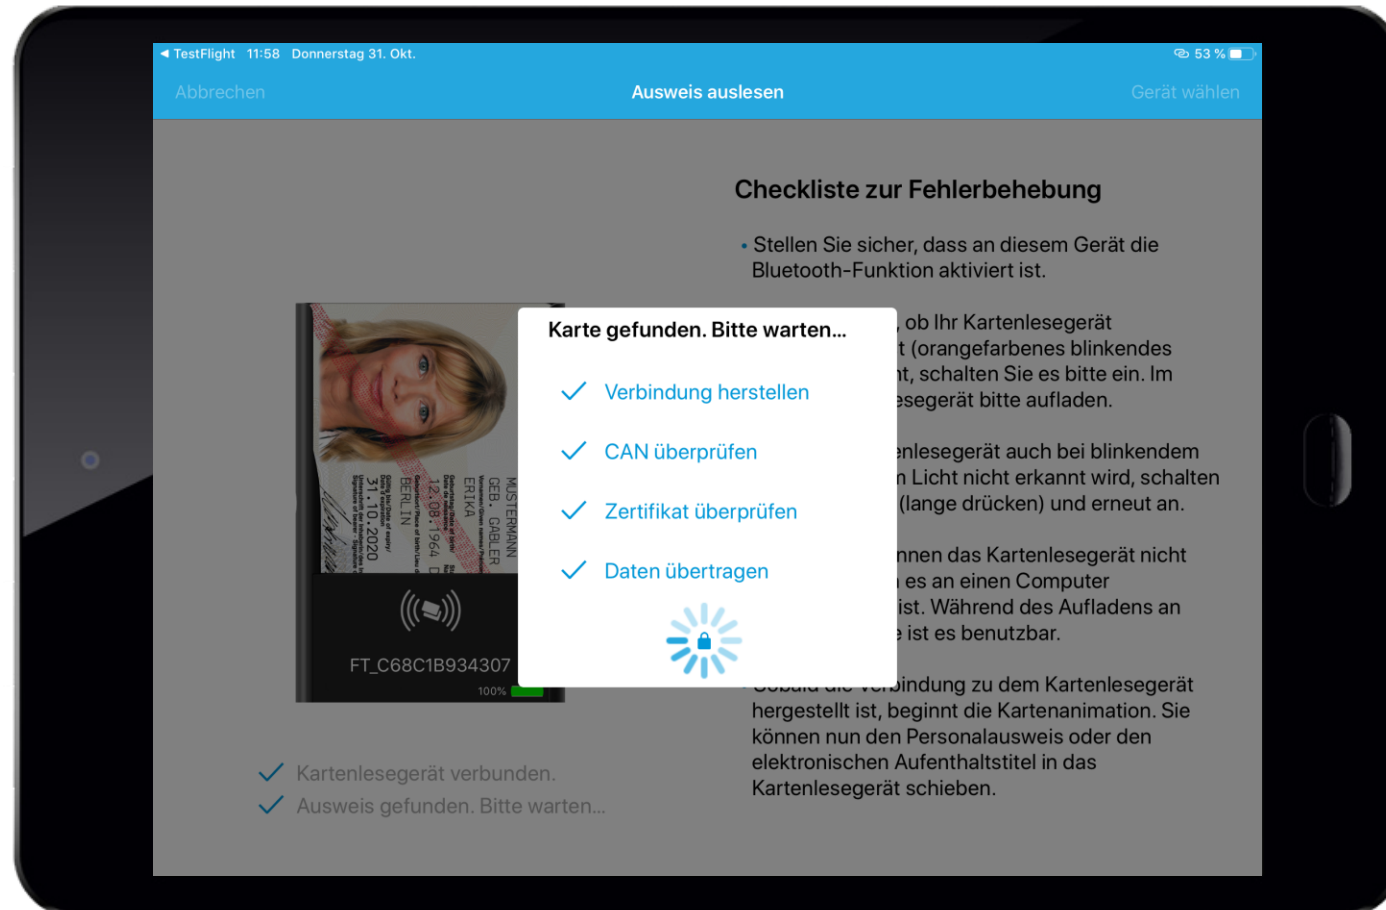 TestFlight 11:58 Donnerstag 31. Okt.
53 %
Abbrechen
Ausweis auslesen
Gerät wählen
MUSTERMANN
GEB. GABLER
ERIKA
12.08.1964 D
BERLIN
31.10.2020
FT_C68C1B934307
100%
Kartenlesegerät verbunden.
Ausweis gefunden. Bitte warten...
Karte gefunden. Bitte warten...
Verbindung herstellen
CAN überprüfen
Zertifikat überprüfen
Daten übertragen
Checkliste zur Fehlerbehebung
• Stellen Sie sicher, dass an diesem Gerät die
Bluetooth-Funktion aktiviert ist.
, ob Ihr Kartenlesegerät
(orangefarbenes blinkendes
, schalten Sie es bitte ein. Im
bitte aufladen.
auch bei blinkendem
Licht nicht erkannt wird, schalten
(lange drücken) und erneut an.
das Kartenlesegerät nicht
es an einen Computer
ist. Während des Aufladens an
ist es benutzbar.
• Sobald die Verbindung zu dem Kartenlesegerät
hergestellt ist, beginnt die Kartenanimation. Sie
können nun den Personalausweis oder den
elektronischen Aufenthaltstitel in das
Kartenlesegerät schieben.